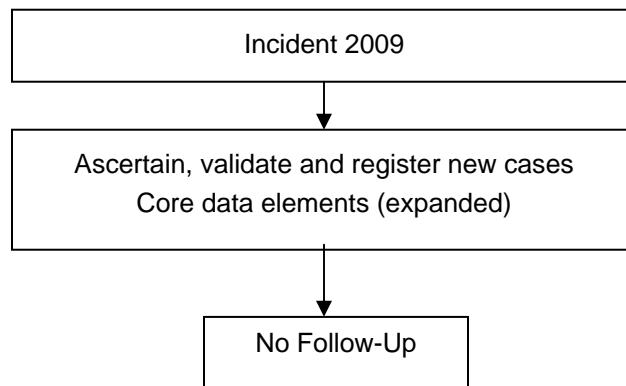 Incident 2009
Ascertain, validate and register new cases
Core data elements (expanded)
No Follow-Up